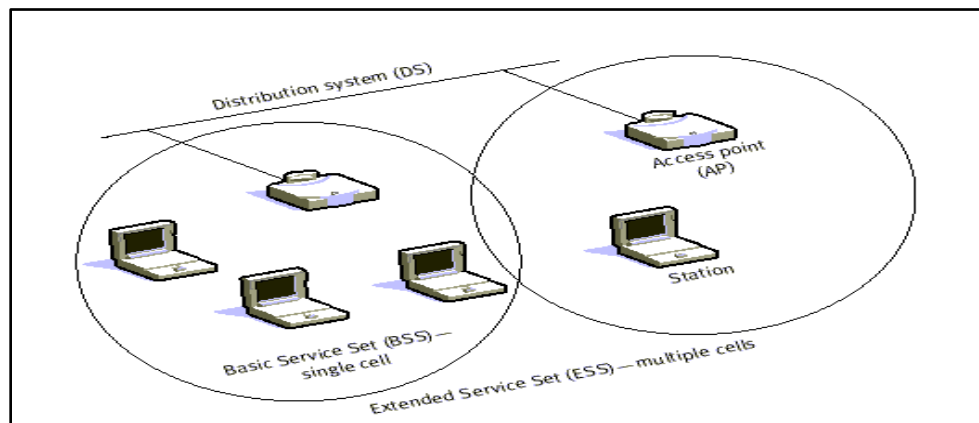 Distribution system (DS)
Access point
(AP)
Station
Basic Service Set (BSS)—
single cell
Extended Service Set (ESS)—multiple cells